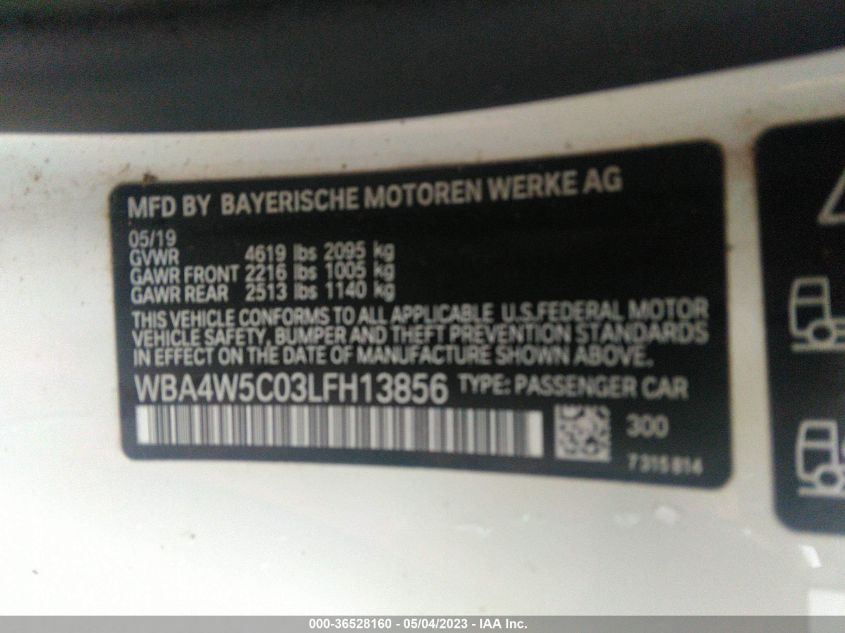 MFD BY BAYERISCHE MOTOREN WERKE AG
05/19
GVWR 4619 lbs 2095 kg
GAWR FRONT 2216 lbs 1005 kg
GAWR REAR 2513 lbs 1140 kg
THIS VEHICLE CONFORMS TO ALL APPLICABLE U.S.FEDERAL MOTOR
VEHICLE SAFETY, BUMPER AND THEFT PREVENTION STANDARDS
IN EFFECT ON THE DATE OF MANUFACTURE SHOWN ABOVE.
WBA4W5C03LFH13856 TYPE: PASSENGER CAR
300
7315814
000-36528160 - 05/04/2023 - IAA Inc.